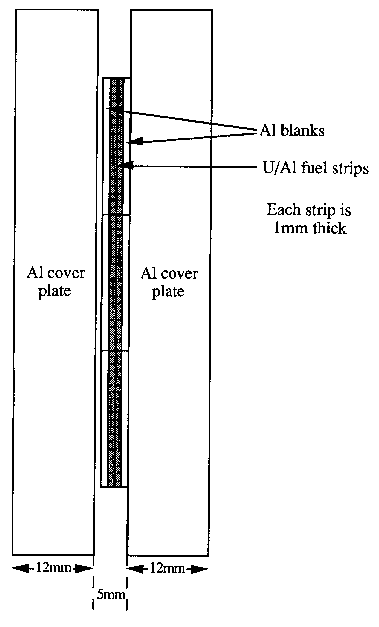 Al blanks
U/Al fuel strips
Each strip is
1mm thick
Al cover
plate
Al cover
plate
12mm
12mm
5mm